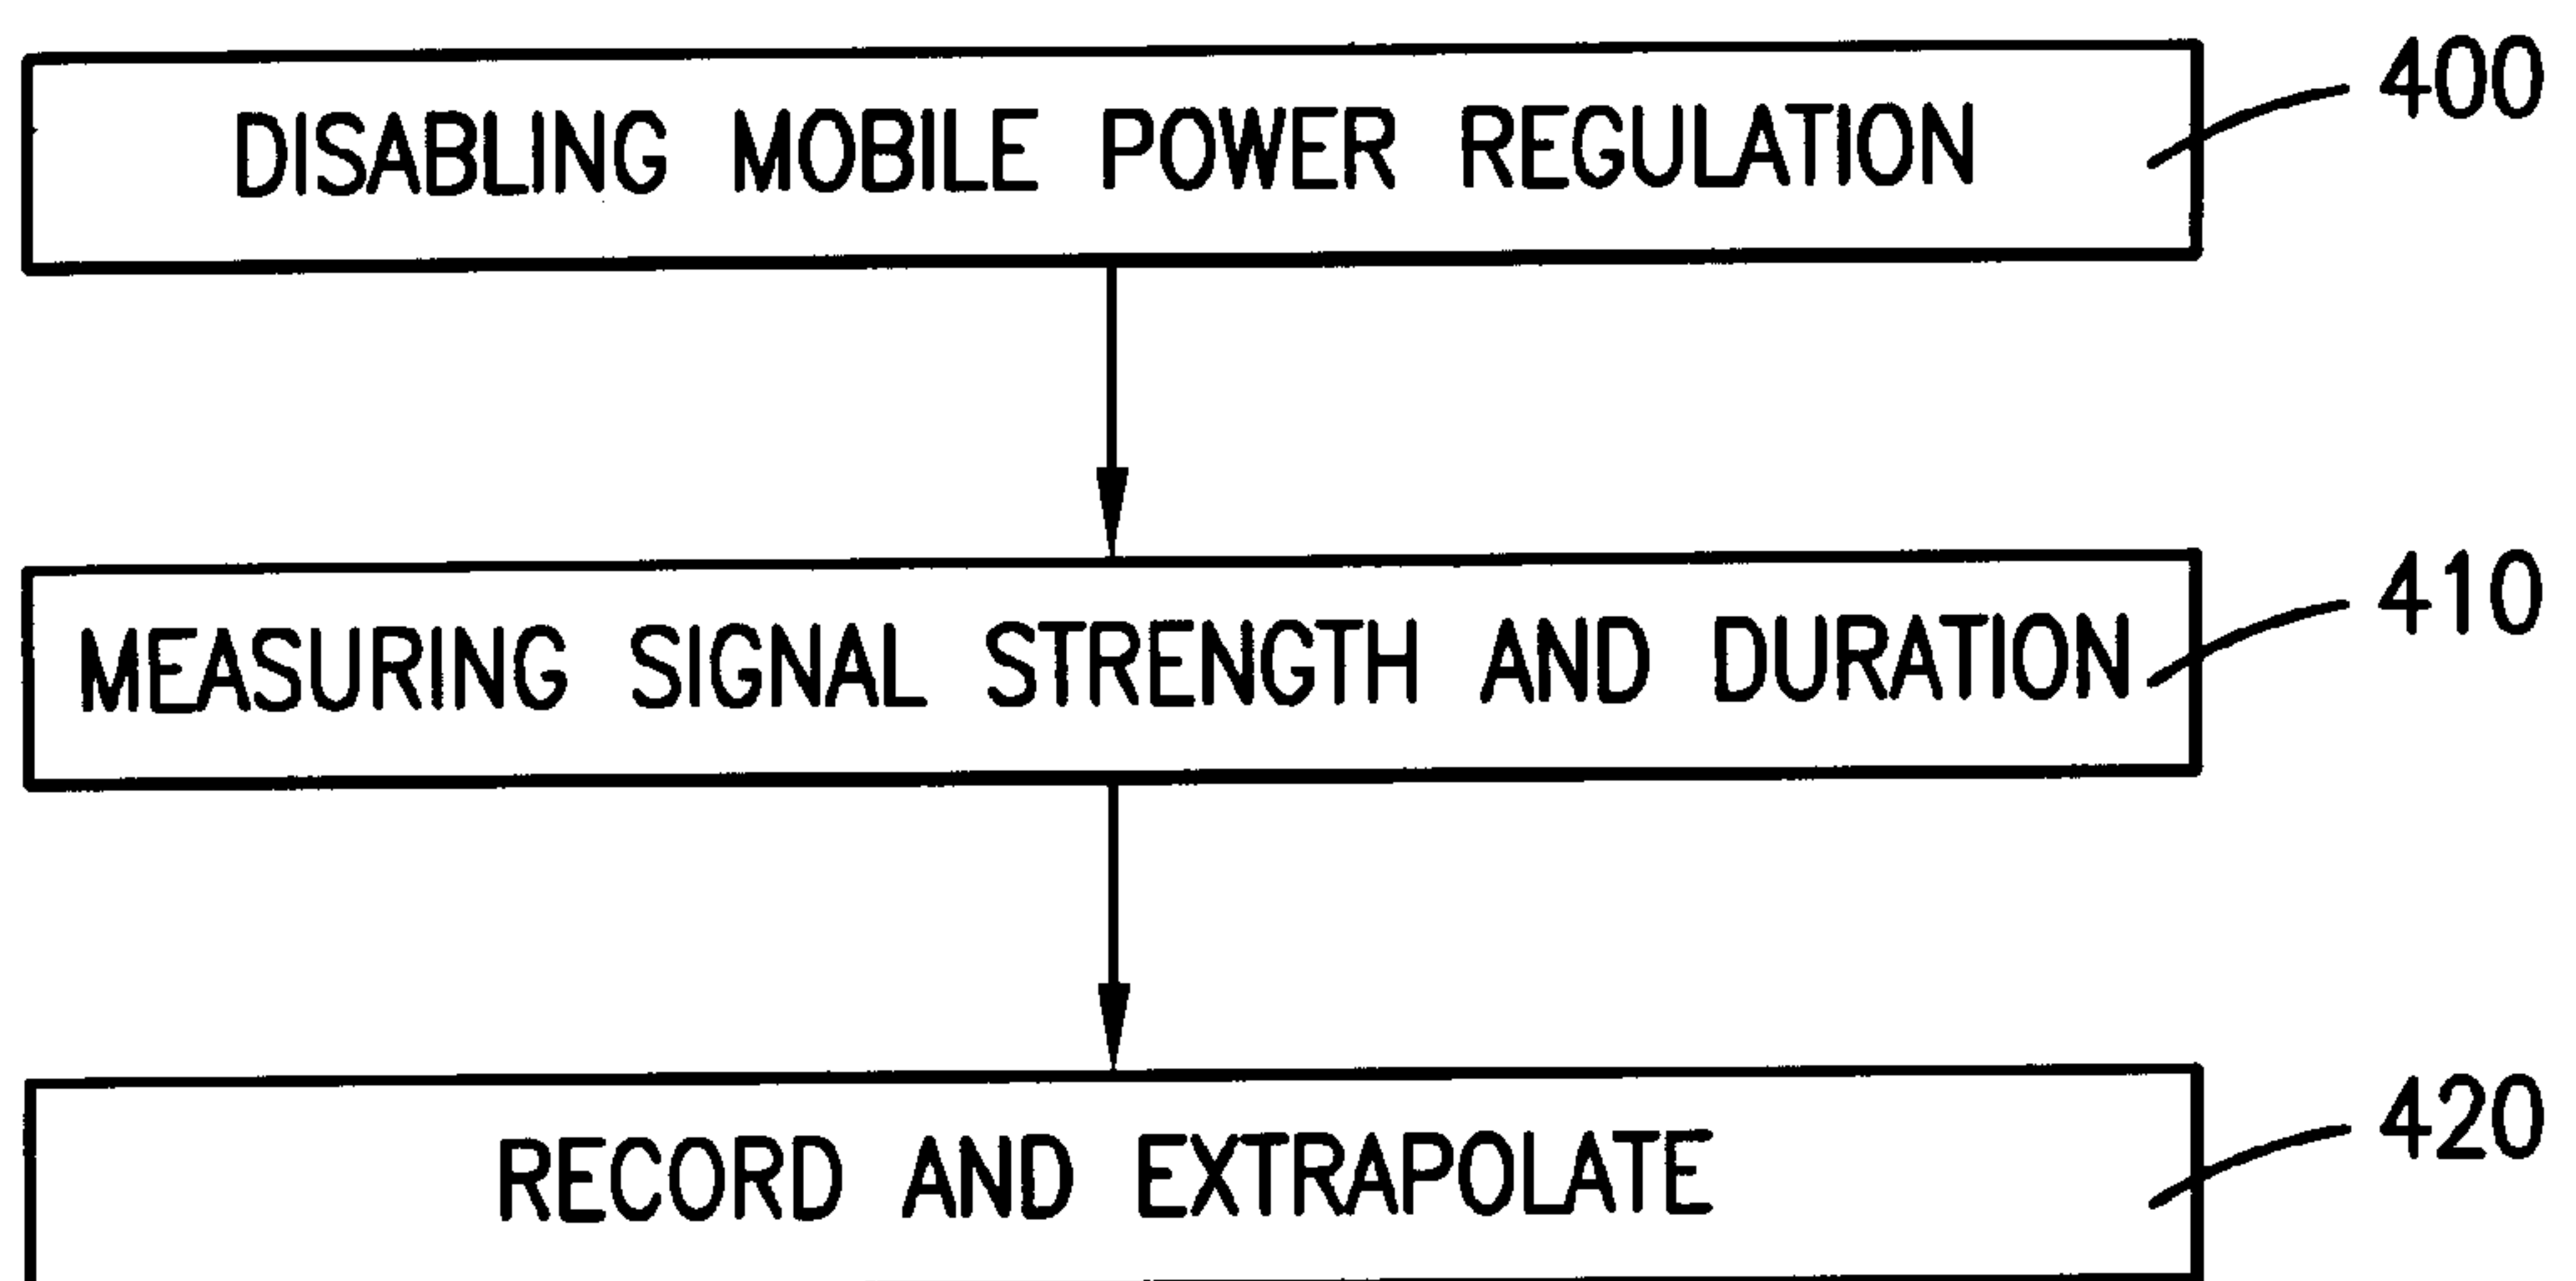 DISABLING MOBILE POWER REGULATION 400
MEASURING SIGNAL STRENGTH AND DURATION 410
RECORD AND EXTRAPOLATE 420